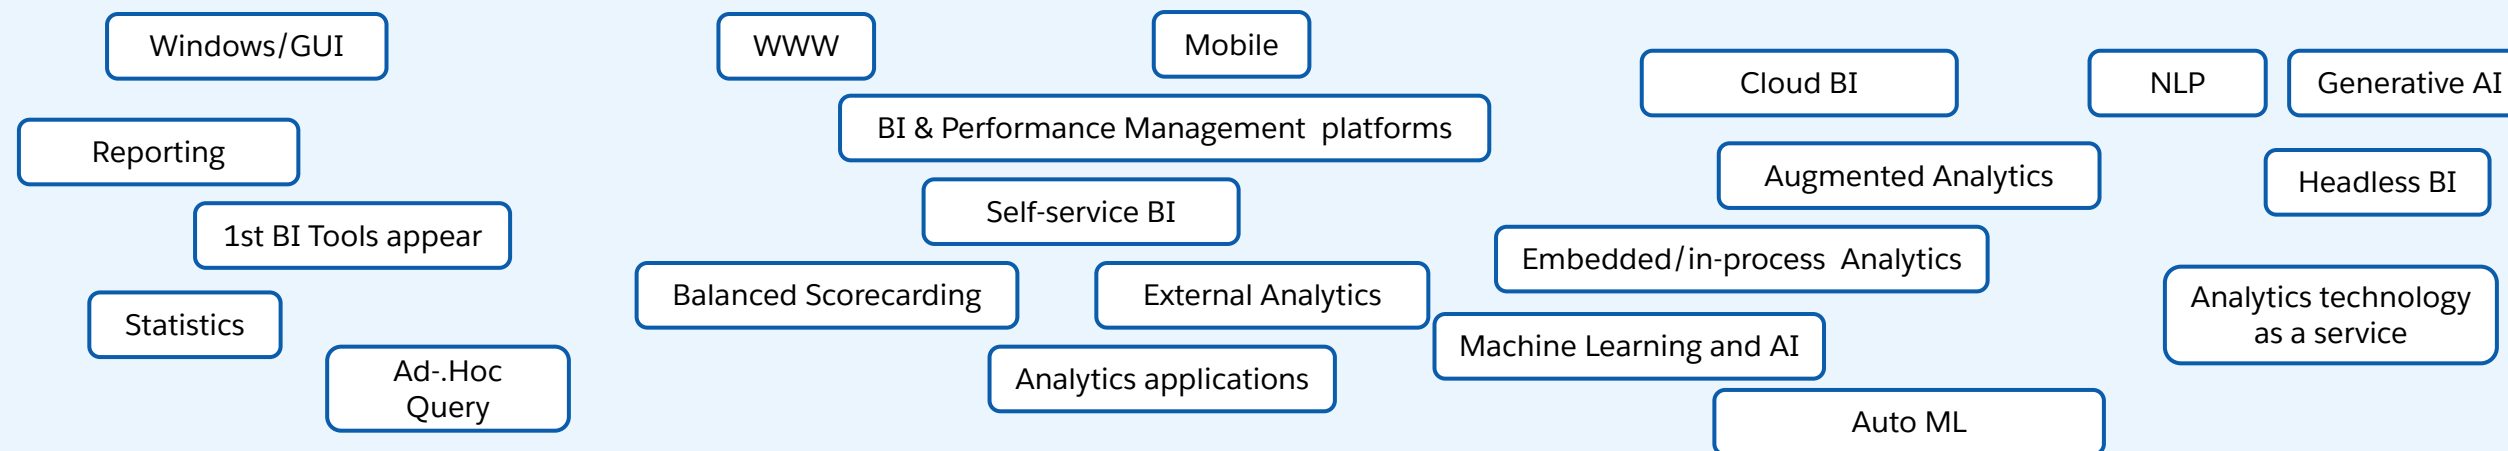 Windows/GUI
WWW
Mobile
Cloud BI
NLP
Generative AI
BI & Performance Management  platforms
Reporting
Augmented Analytics
Headless BI
Self-service BI
1st BI Tools appear
Embedded/in-process  Analytics
Balanced Scorecarding
External Analytics
Analytics technology
as a service
Statistics
Machine Learning and AI
Ad-.Hoc
Query
Analytics applications
Auto ML